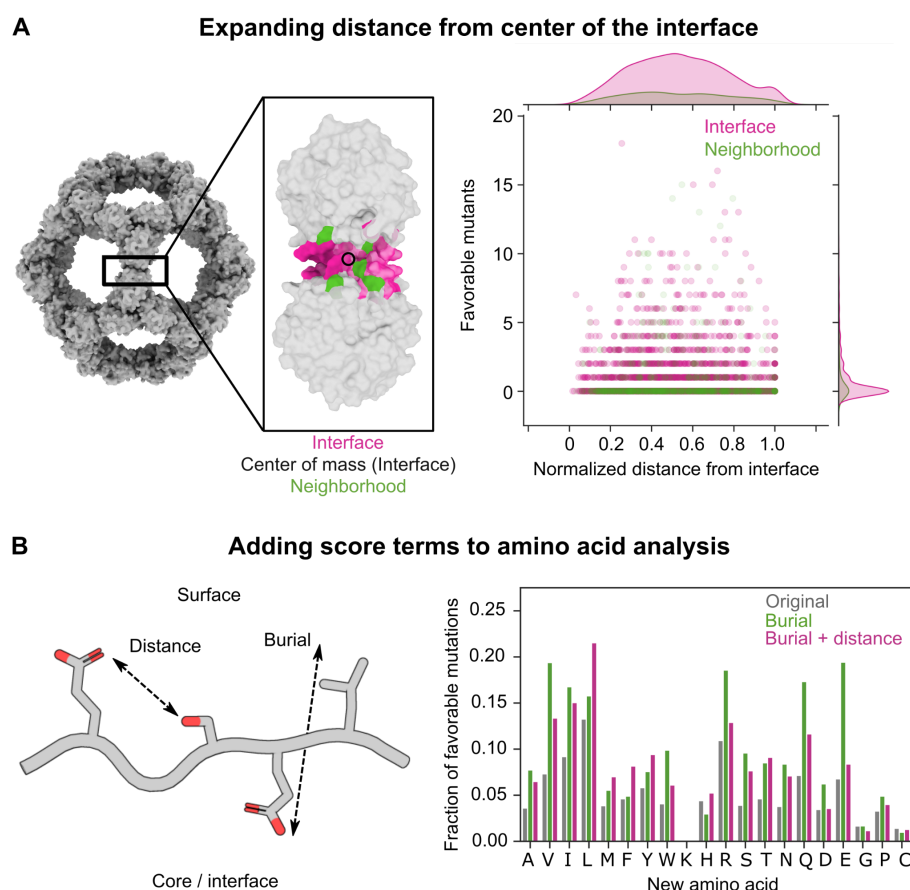 A
Expanding distance from center of the interface
Interface
Center of mass (Interface)
Neighborhood
Favorable mutants
20
15
10
5
0
Interface
Neighborhood
0 0.2 0.4 0.6 0.8 1.0
Normalized distance from interface
B
Adding score terms to amino acid analysis
Surface
Distance
Burial
Core / interface
Fraction of favorable mutations
0.25
0.20
0.15
0.10
0.05
0.00
Original
Burial
Burial + distance
A V I L M F Y W K H R S T N Q D E G P C
New amino acid